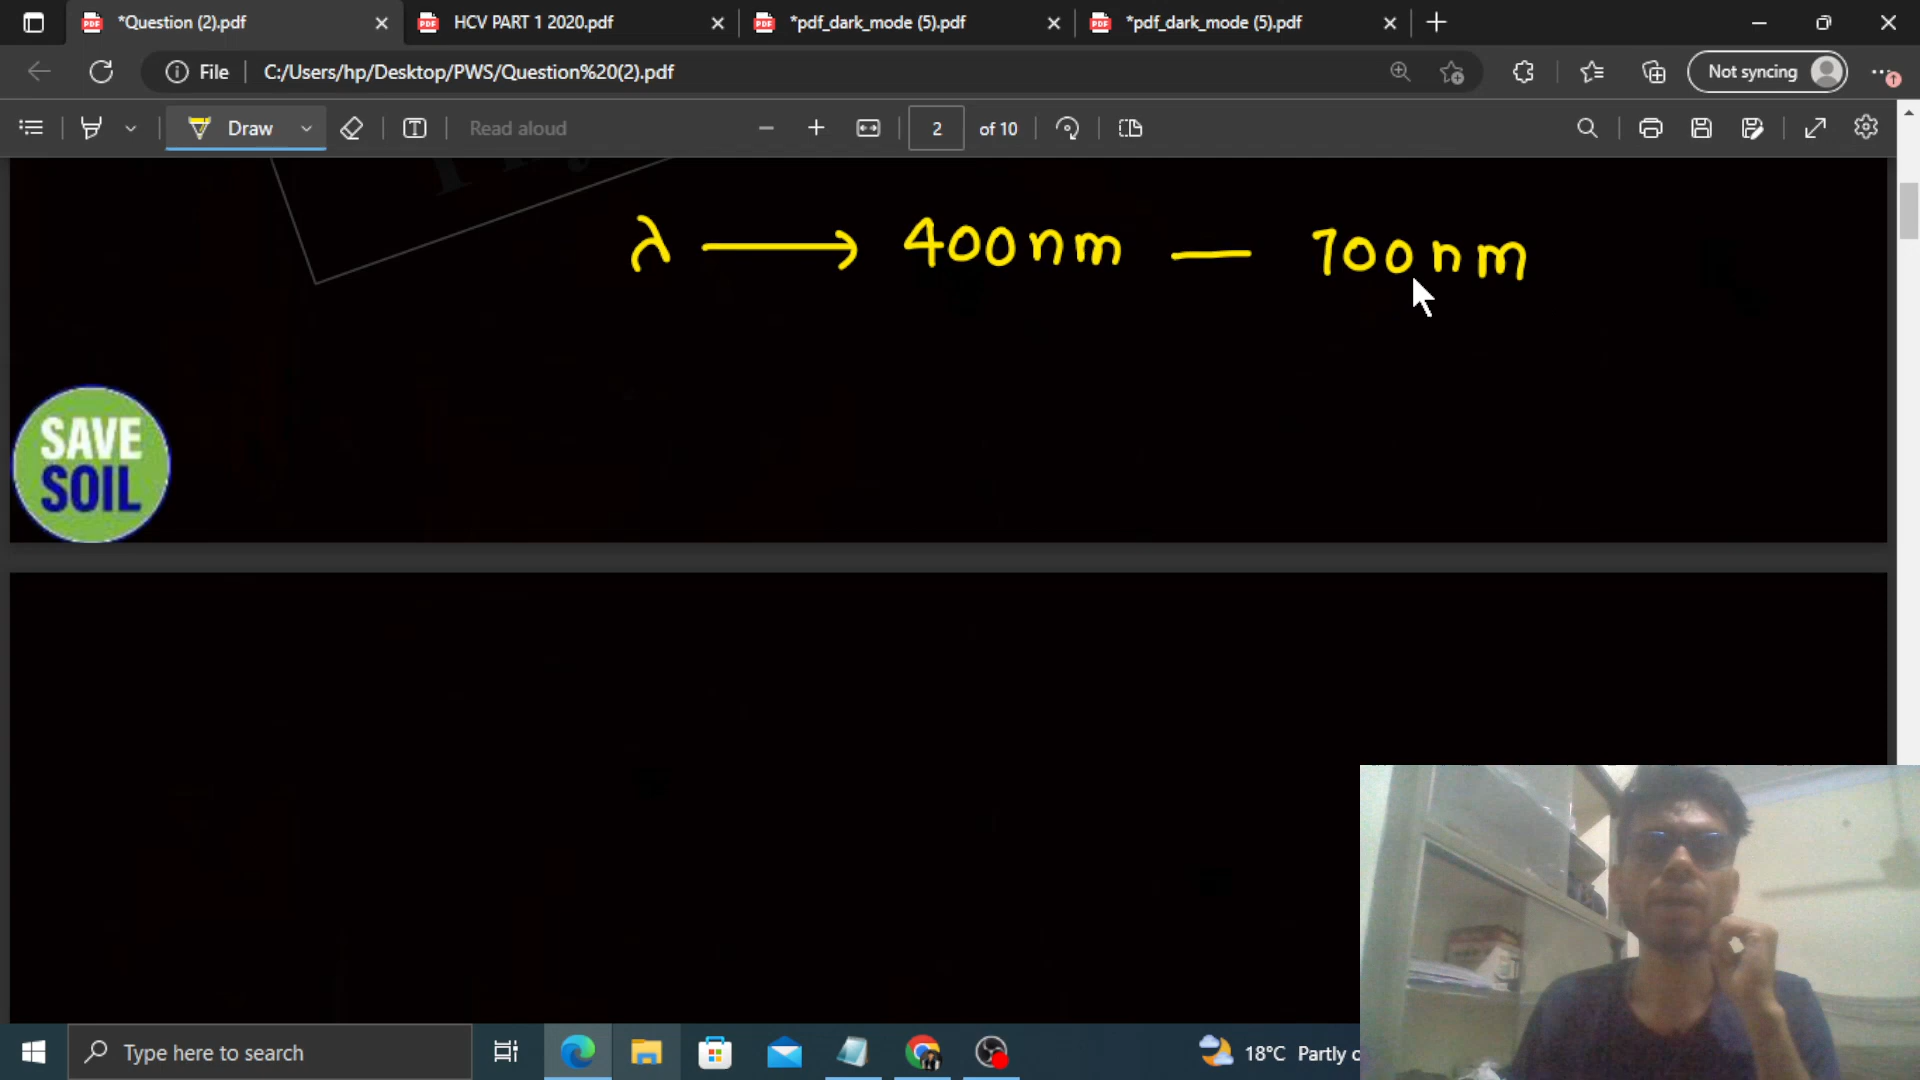 *Question (2).pdf
HCV PART 1 2020.pdf
*pdf_dark_mode (5).pdf
*pdf_dark_mode (5).pdf
File
C:/Users/hp/Desktop/PWS/Question%20(2).pdf
Not syncing
Draw
Read aloud
2
of 10
λ → 400nm — 700nm
SAVE
SOIL
Type here to search
18°C Partly c